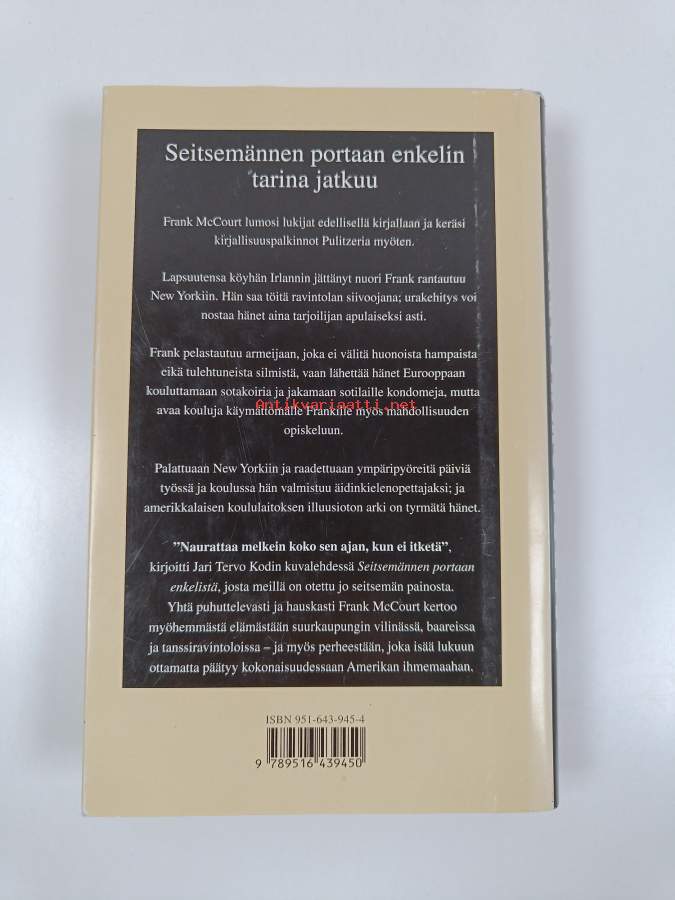 Seitsemännen portaan enkelin
tarina jatkuu
Frank McCourt lumosi lukijat edellisellä kirjallaan ja keräsi
kirjallisuuspalkinnot Pulitzeria myöten.
Lapsuutensa köyhän Irlannin jättänyt nuori Frank rantautuu
New Yorkiin. Hän saa töitä ravintolan siivoojana; urakehitys voi
nostaa hänet aina tarjoilijan apulaiseksi asti.
Frank pelastautuu armeijaan, joka ei välitä huonoista hampaista
eikä tulehtuneista silmistä, vaan lähettää hänet Eurooppaan
kouluttamaan sotakoiria ja jakamaan sotilaille kondomeja, mutta
Antikvariaatti.net
avaa kouluja käymättömälle Frankille myös mahdollisuuden
opiskeluun.
Palattuaan New Yorkiin ja raadettuaan ympäripyöreitä päiviä
työssä ja koulussa hän valmistuu äidinkielenopettajaksi; ja
amerikkalaisen koululaitoksen illuusioton arki on tyrmätä hänet.
”Naurattaa melkein koko sen ajan, kun ei itketä”,
kirjoitti Jari Tervo Kodin kuvalehdessä Seitsemännen portaan
enkelistä, josta meillä on otettu jo seitsemän painosta.
Yhtä puhuttelevasti ja hauskasti Frank McCourt kertoo
myöhemmästä elämästään suurkaupungin vilinässä, baareissa
ja tanssiravintoloissa – ja myös perheestään, joka isää lukuun
ottamatta päätyy kokonaisuudessaan Amerikan ihmemaahan.
ISBN 951-643-945-4
9 789516 439450